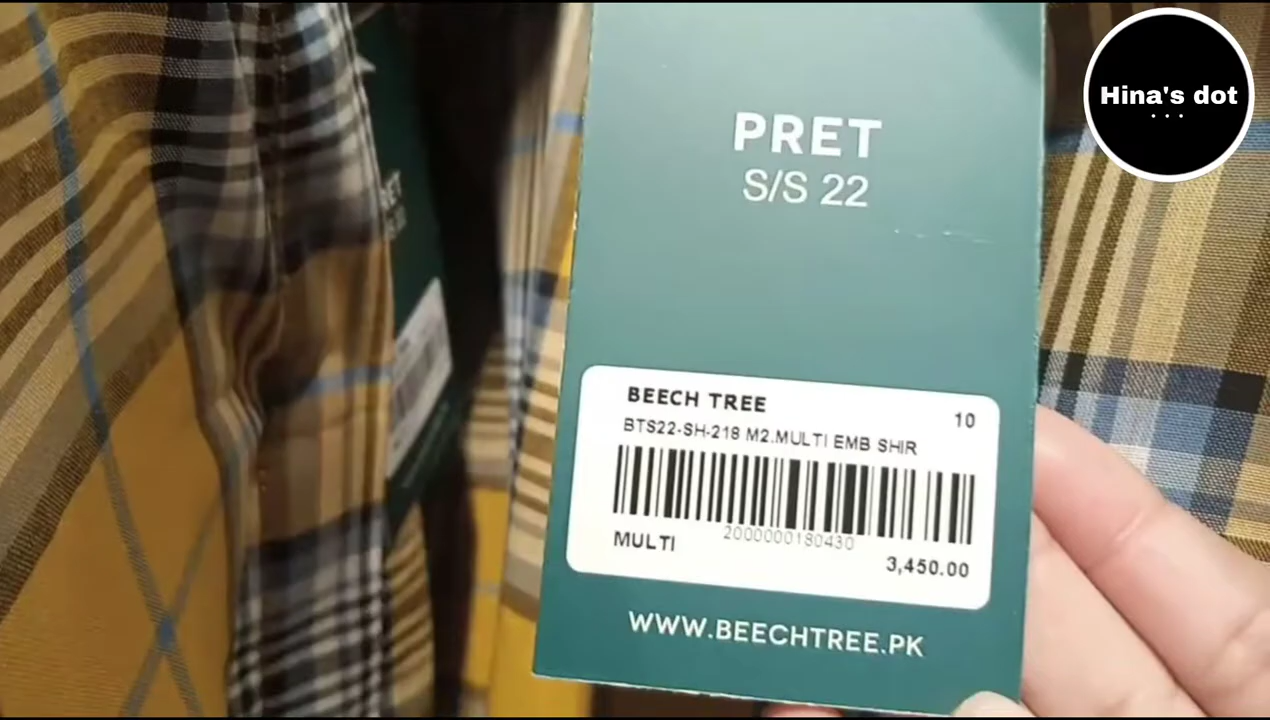 Hina's dot
...
PRET
S/S 22
BEECH TREE
10
BTS22-SH-218 M2.MULTI EMB SHIR
2000000180430
MULTI
3,450.00
WWW.BEECHTREE.PK